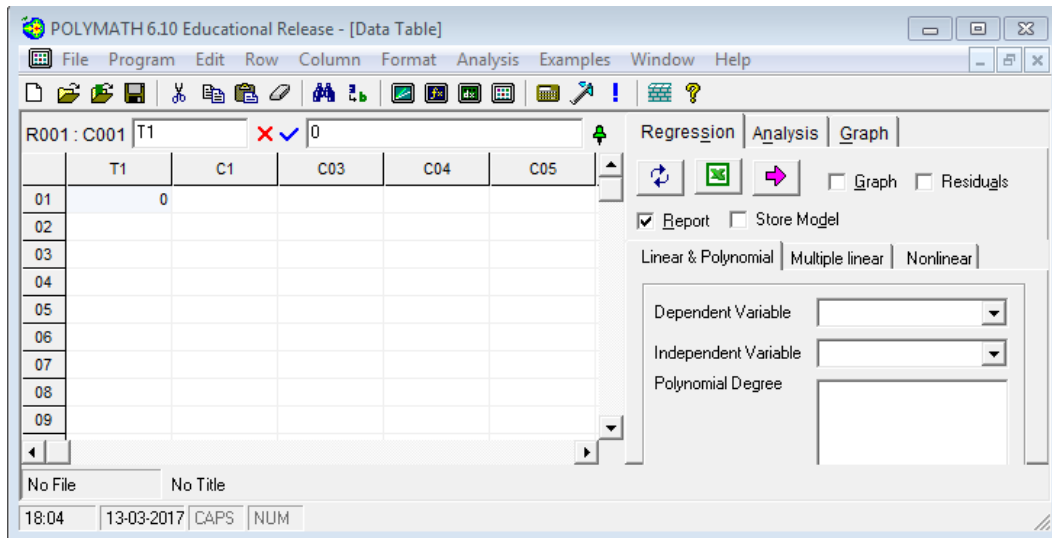 POLYMATH 6.10 Educational Release - [Data Table]
File Program Edit Row Column Format Analysis Examples Window Help
R001 : C001 T1 0
T1 C1 C03 C04 C05
01 0
02
03
04
05
06
07
08
09
Regression Analysis Graph
Graph Residuals
Report Store Model
Linear & Polynomial Multiple linear Nonlinear
Dependent Variable
Independent Variable
Polynomial Degree
No File No Title
18:04 13-03-2017 CAPS NUM